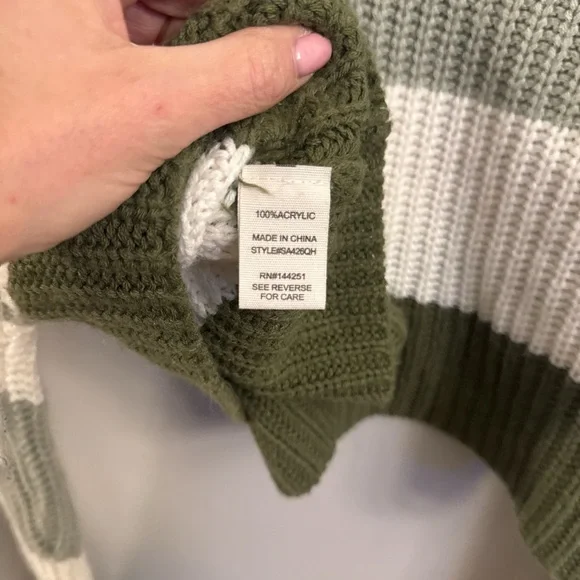 100%ACRYLIC
MADE IN CHINA
STYLE#SA426QH
RN#144251
SEE REVERSE
FOR CARE